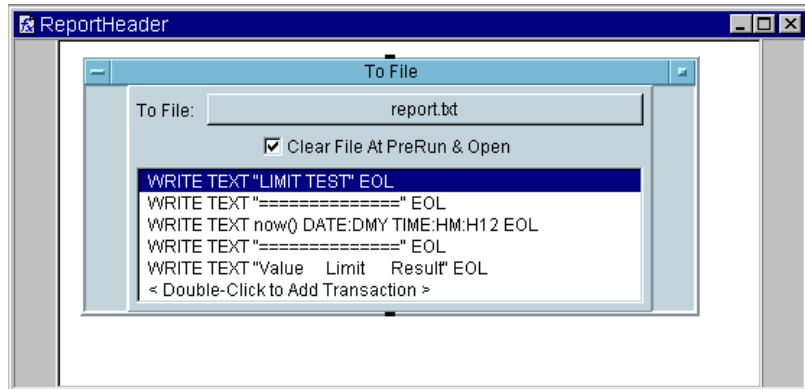 ReportHeader
To File
To File: report.txt
Clear File At PreRun & Open
WRITE TEXT "LIMIT TEST" EOL
WRITE TEXT "==============" EOL
WRITE TEXT now() DATE:DMY TIME:HM:H12 EOL
WRITE TEXT "==============" EOL
WRITE TEXT "Value     Limit     Result" EOL
< Double-Click to Add Transaction >